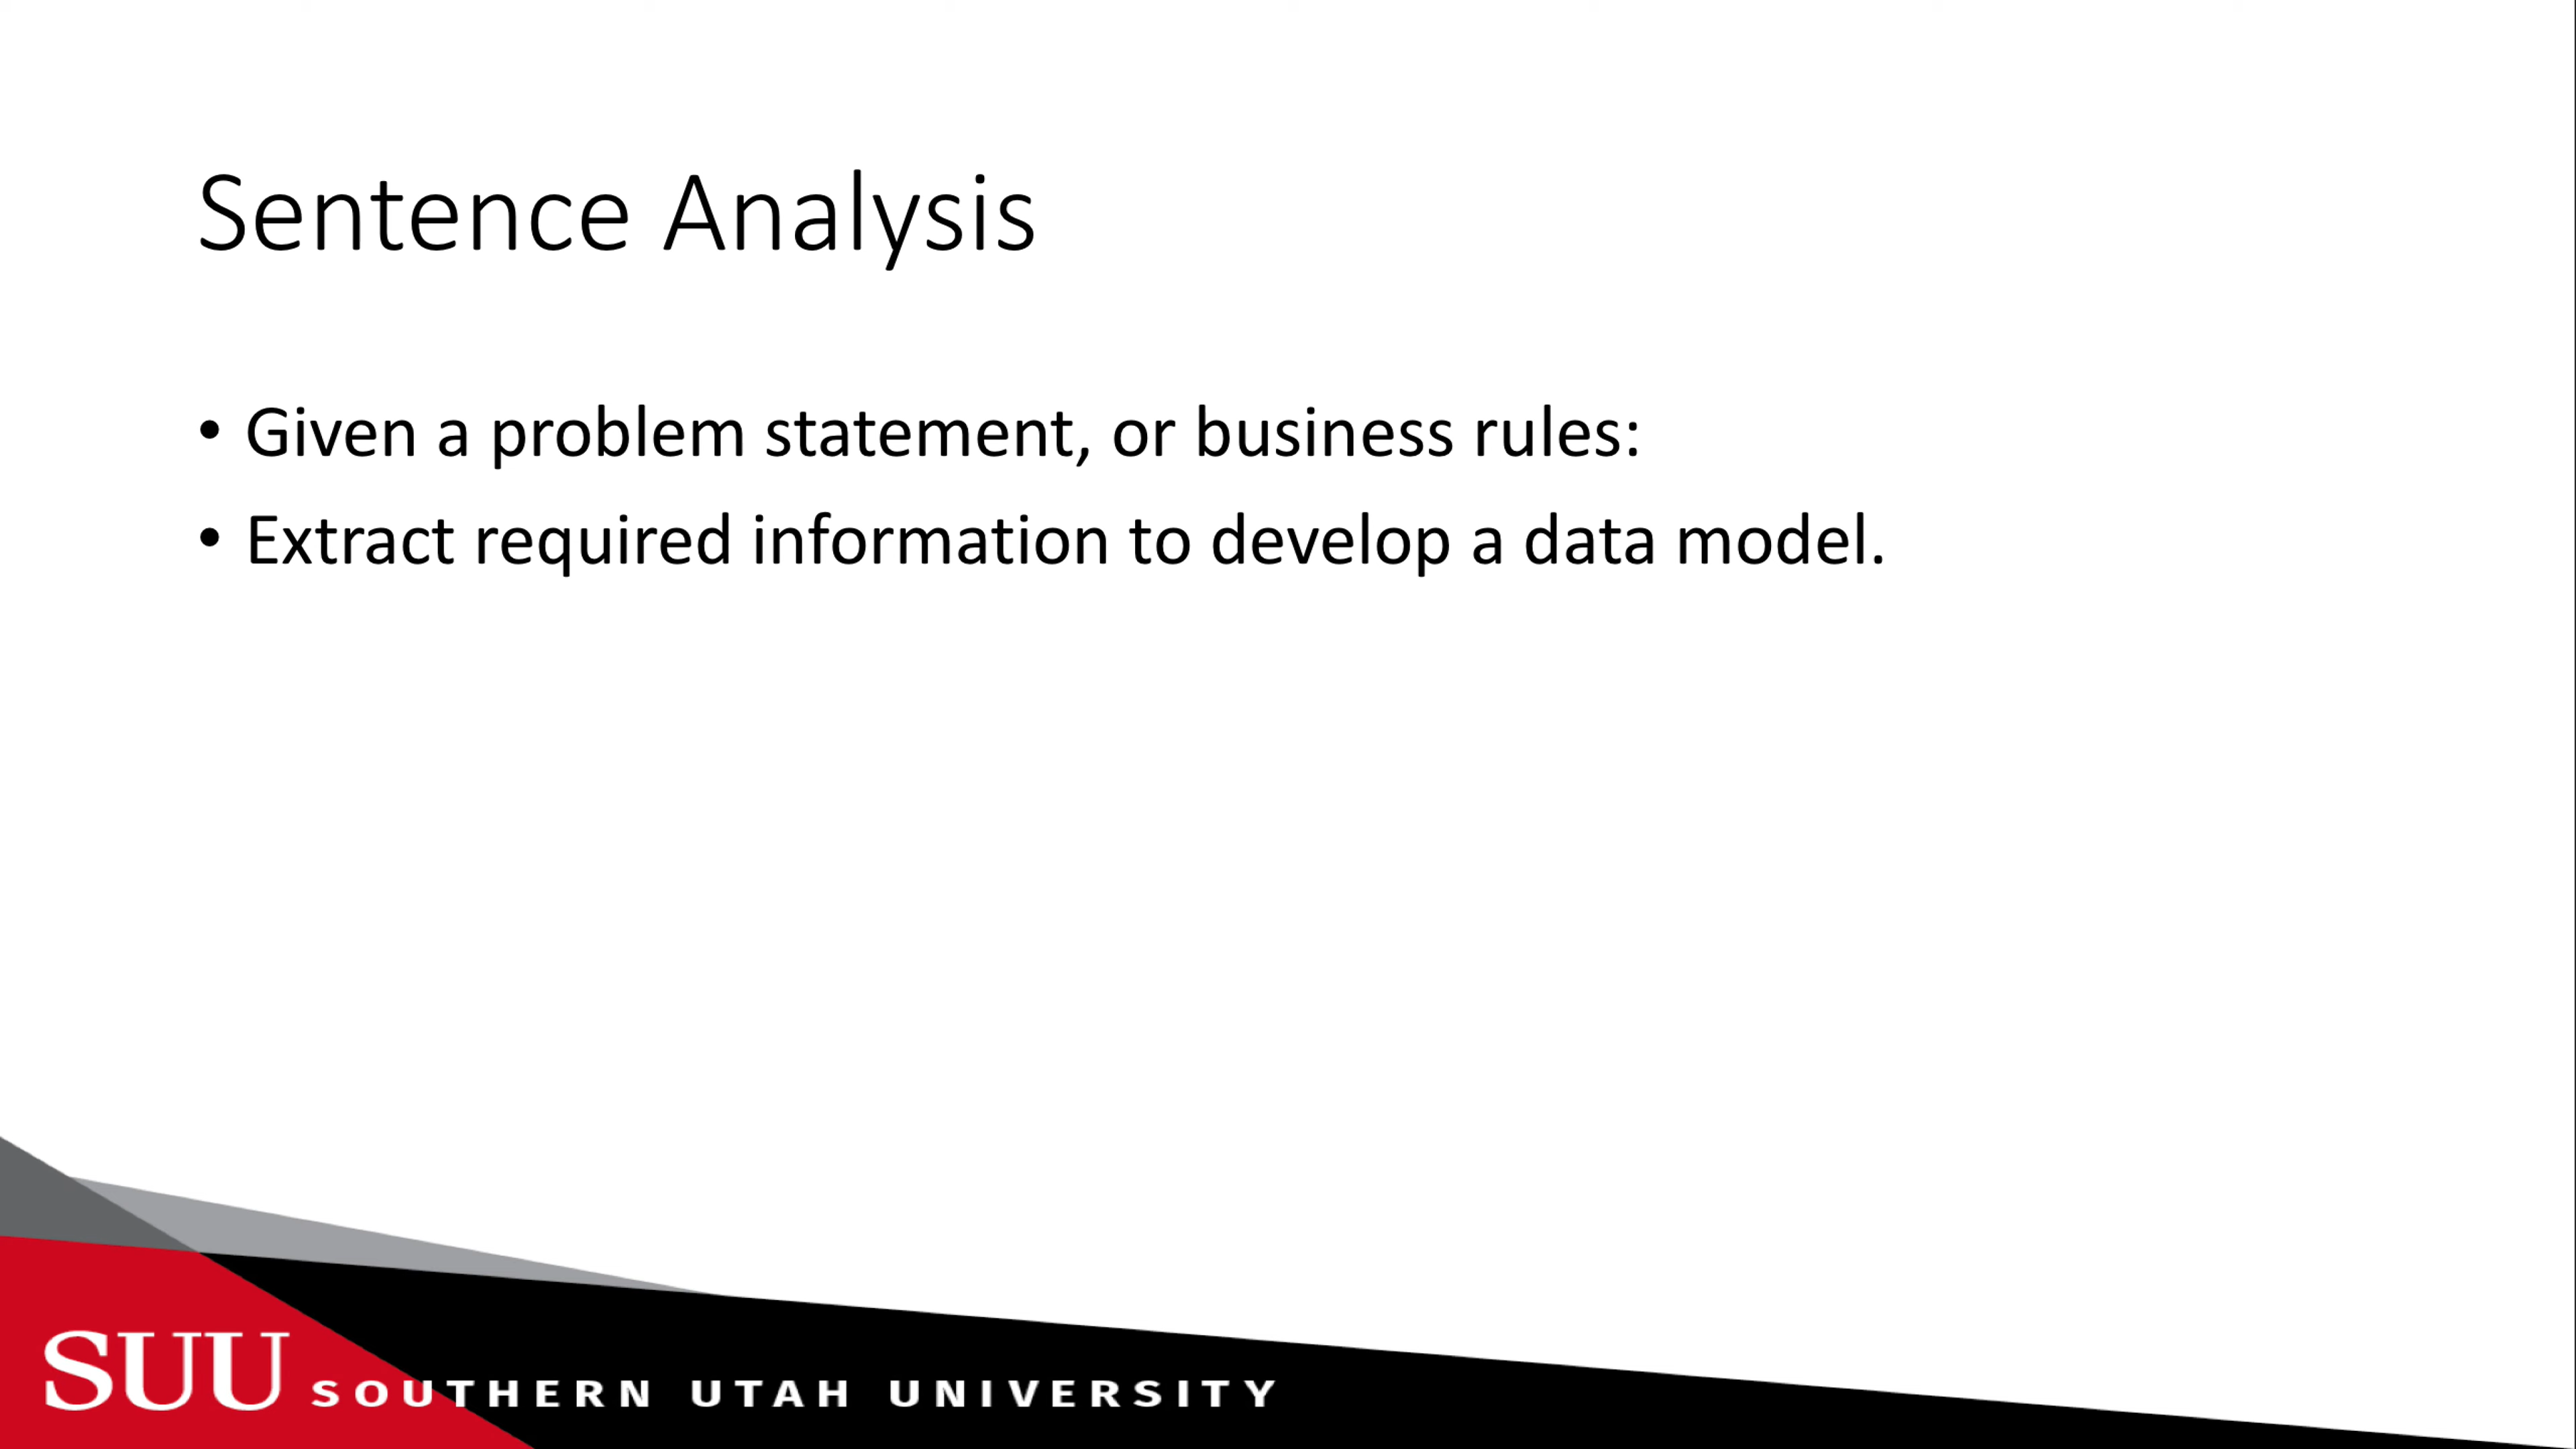 Sentence Analysis
• Given a problem statement, or business rules:
• Extract required information to develop a data model.
SUU SOUTHERN UTAH UNIVERSITY